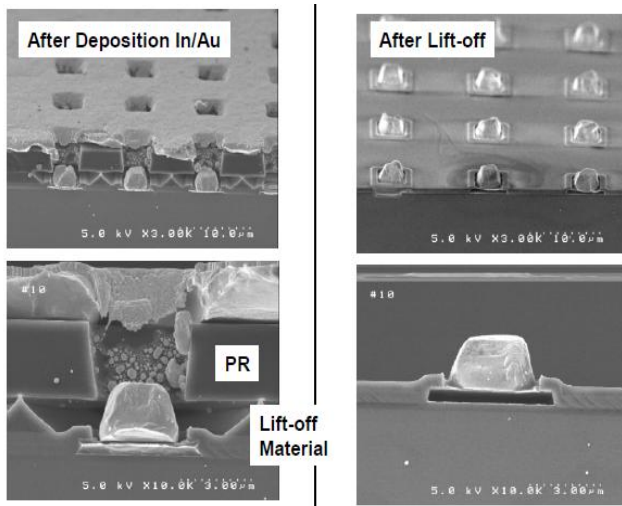 After Deposition In/Au
5.0 kV X3.00K 10.0μm
After Lift-off
5.0 kV X3.00K 10.0μm
#10
PR
Lift-off
Material
5.0 kV X10.0K 3.00μm
#10
5.0 kV X10.0K 3.00μm